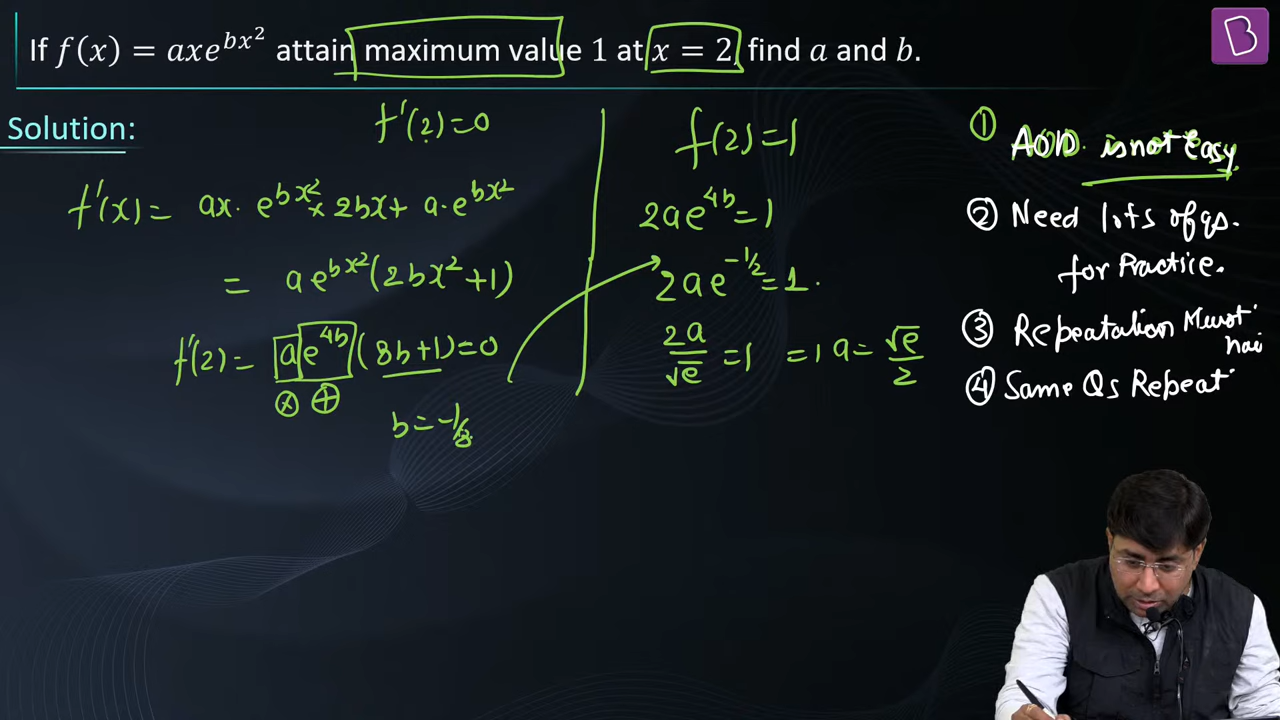 If f(x) = axe^{bx^2} attain maximum value 1 at x = 2, find a and b.
B
Solution:
f'(2)=0
f'(x) = ax. e^{bx^2} × 2bx + a.e^{bx^2}
= ae^{bx^2}(2bx^2+1)
f'(2) = ae^{4b}(8b+1)=0
⊗ ⊕
b = -1/8
f(2)=1
2ae^{4b}=1
2ae^{-1/2}=1.
2a/√e =1 =1 a= √e/2
① AOD. is not Easy
② Need lots of qs.
for Practice.
③ Repeatation Must
hai
④ Same Qs Repeat